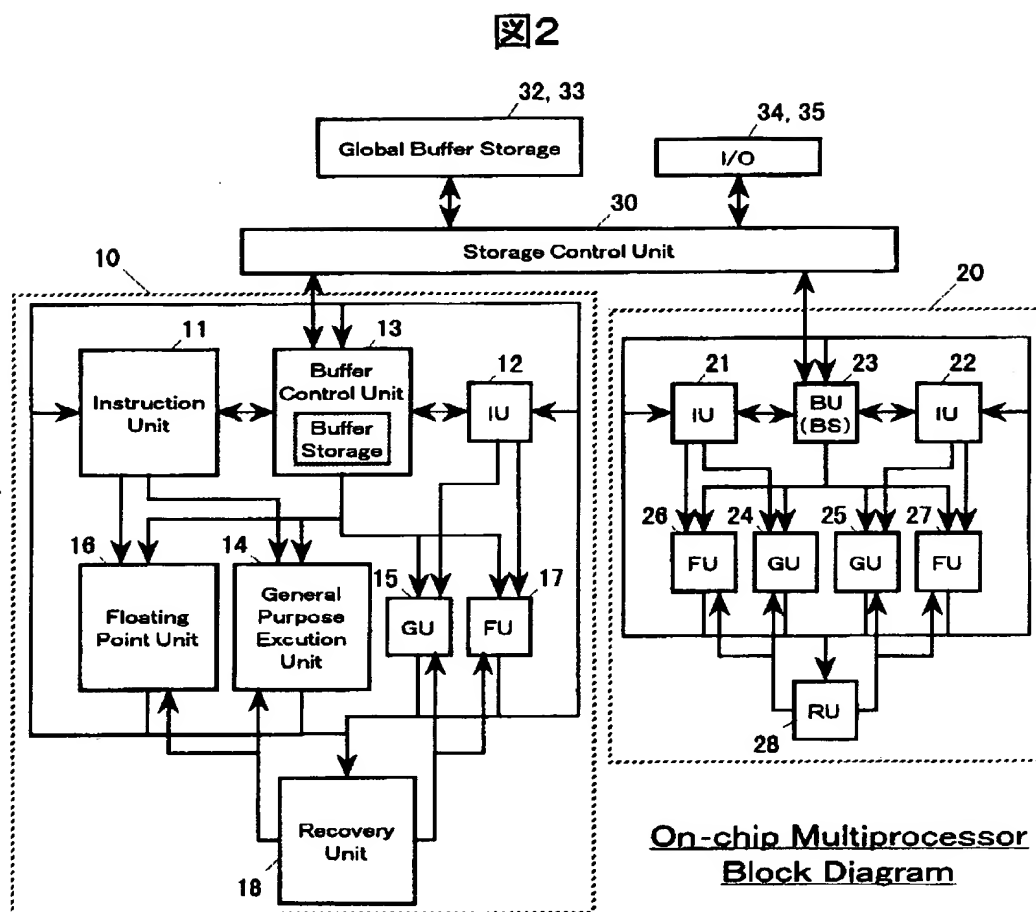 図2
32, 33
Global Buffer Storage
34, 35
I/O
30
Storage Control Unit
10
20
11
Instruction
Unit
13
Buffer
Control Unit
Buffer
Storage
12
IU
21
IU
23
BU
(BS)
22
IU
16
Floating
Point Unit
14
General
Purpose
Excution
Unit
15
GU
17
FU
26
FU
24
GU
25
GU
27
FU
RU
28
Recovery
Unit
18
On-chip Multiprocessor
Block Diagram